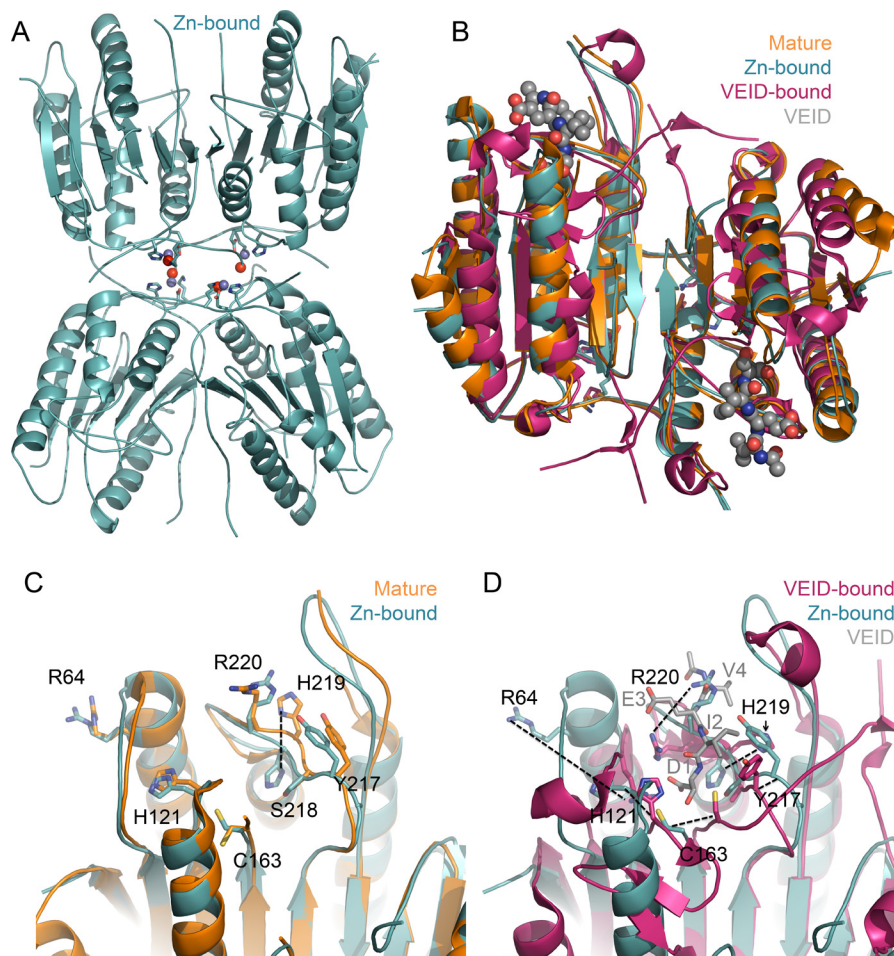 A
Zn-bound
B
Mature
Zn-bound
VEID-bound
VEID
C
Mature
Zn-bound
R64
R220
H219
H121
S218
Y217
C163
D
VEID-bound
Zn-bound
VEID
R64
R220
V4
E3
I2
H219
D1
H121
Y217
C163